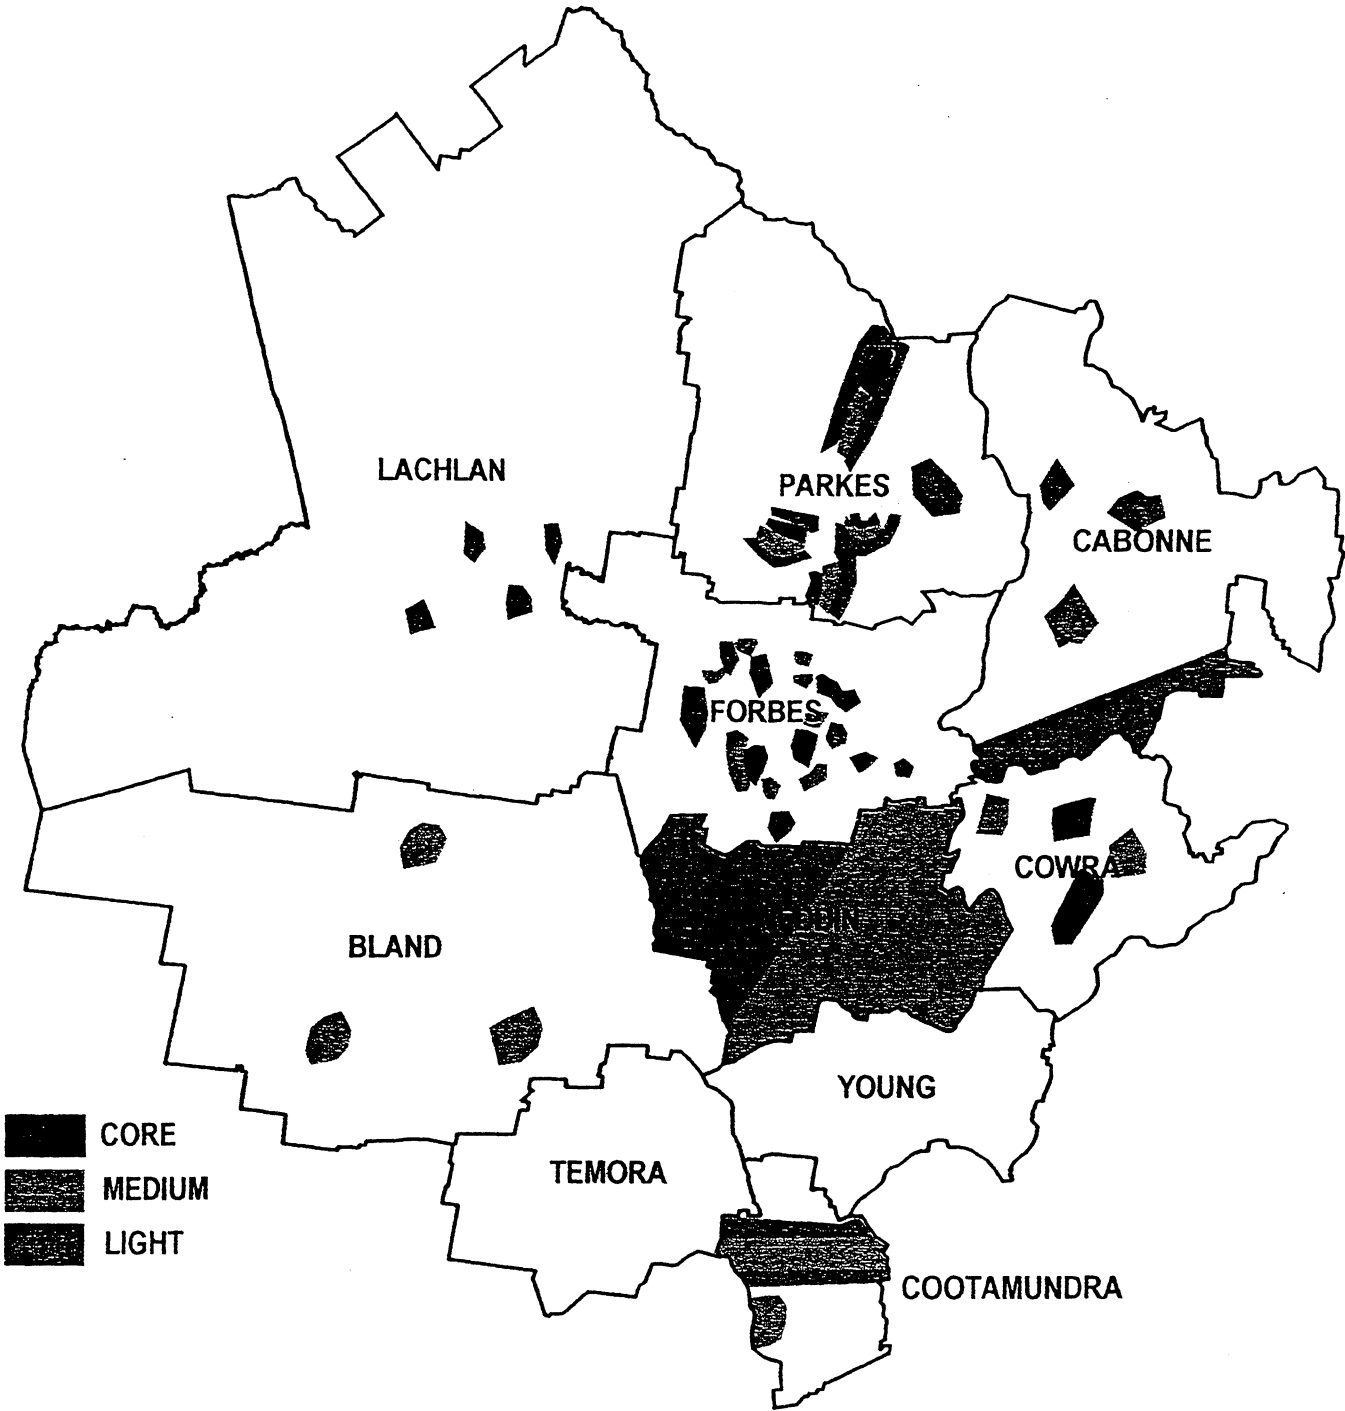 LACHLAN
PARKES
CABONNE
FORBES
COWRA
BLAND
YOUNG
CORE
TEMORA
MEDIUM
LIGHT
COOTAMUNDRA